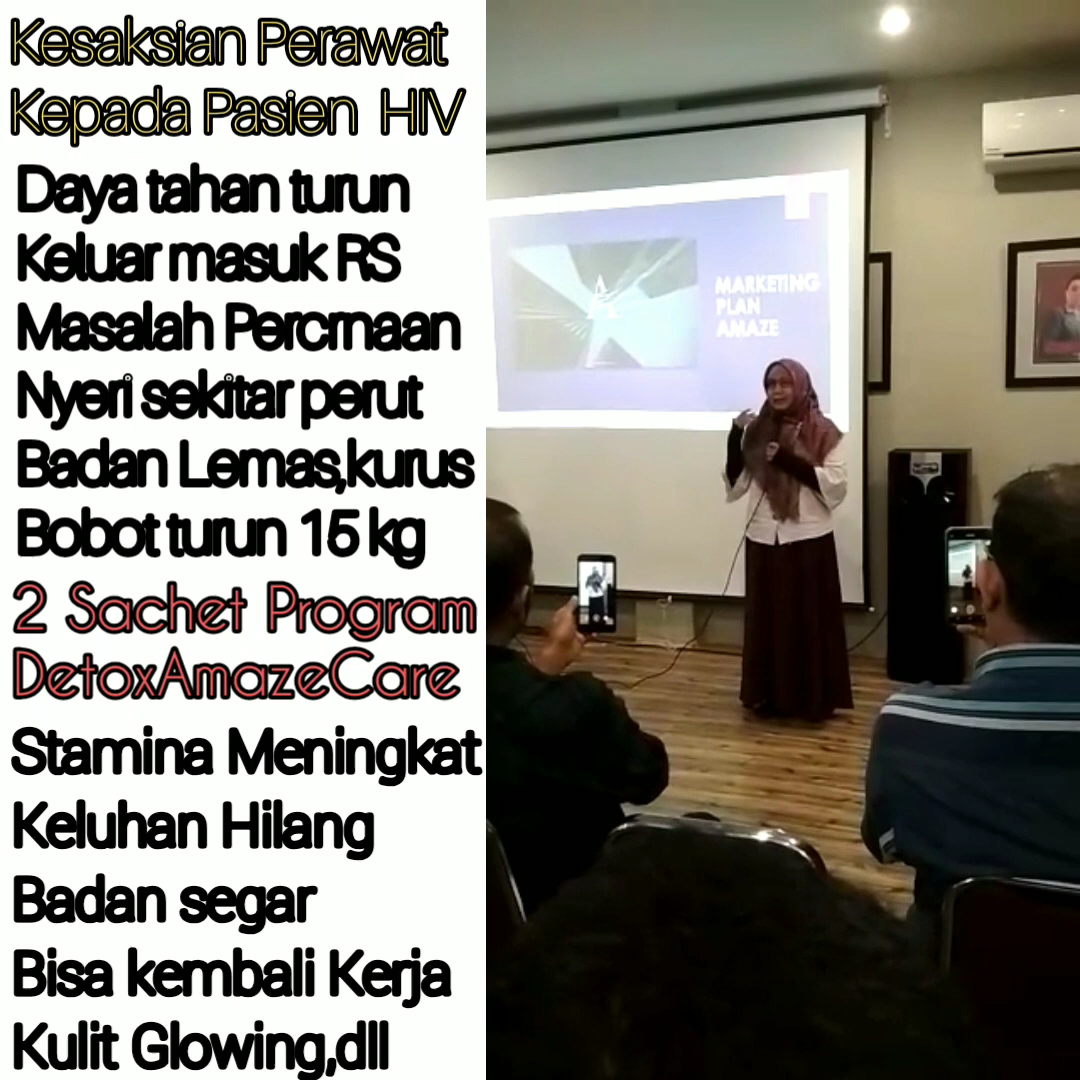 Kesaksian Perawat
Kepada Pasien HIV
Daya tahan turun
Keluar masuk RS
Masalah Percrnaan
Nyeri sekitar perut
Badan Lemas,kurus
Bobot turun 15 kg
2 Sachet Program
DetoxAmazeCare
Stamina Meningkat
Keluhan Hilang
Badan segar
Bisa kembali Kerja
Kulit Glowing,dll
MARKETING
PLAN
AMAZE